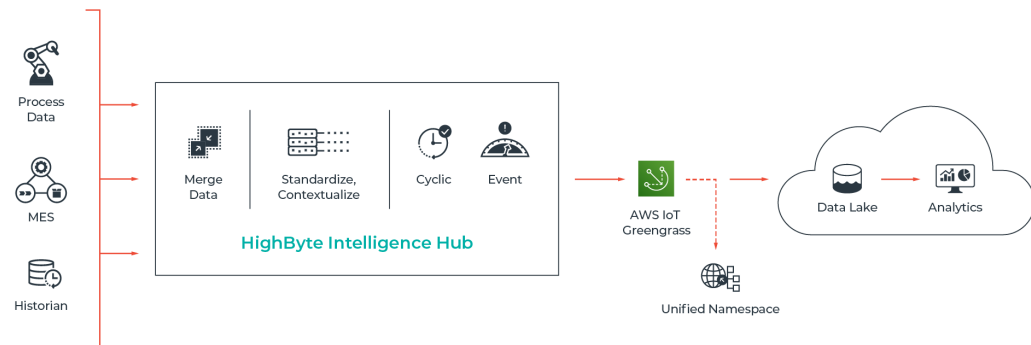 Process
Data
MES
Historian
Merge
Data
Standardize,
Contextualize
Cyclic
Event
HighByte Intelligence Hub
AWS IoT
Greengrass
Unified Namespace
Data Lake
Analytics